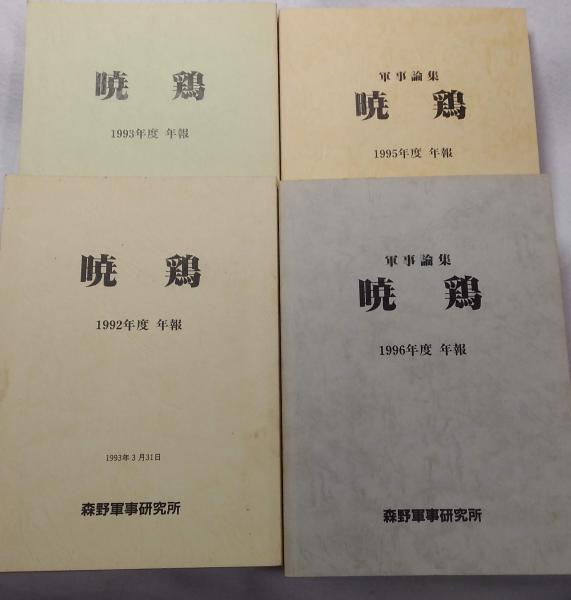 暁鶏
1993年度 年報
軍事論集
暁鶏
1995年度 年報
暁鶏
1992年度 年報
1993年3月31日
森野軍事研究所
軍事論集
暁鶏
1996年度 年報
森野軍事研究所